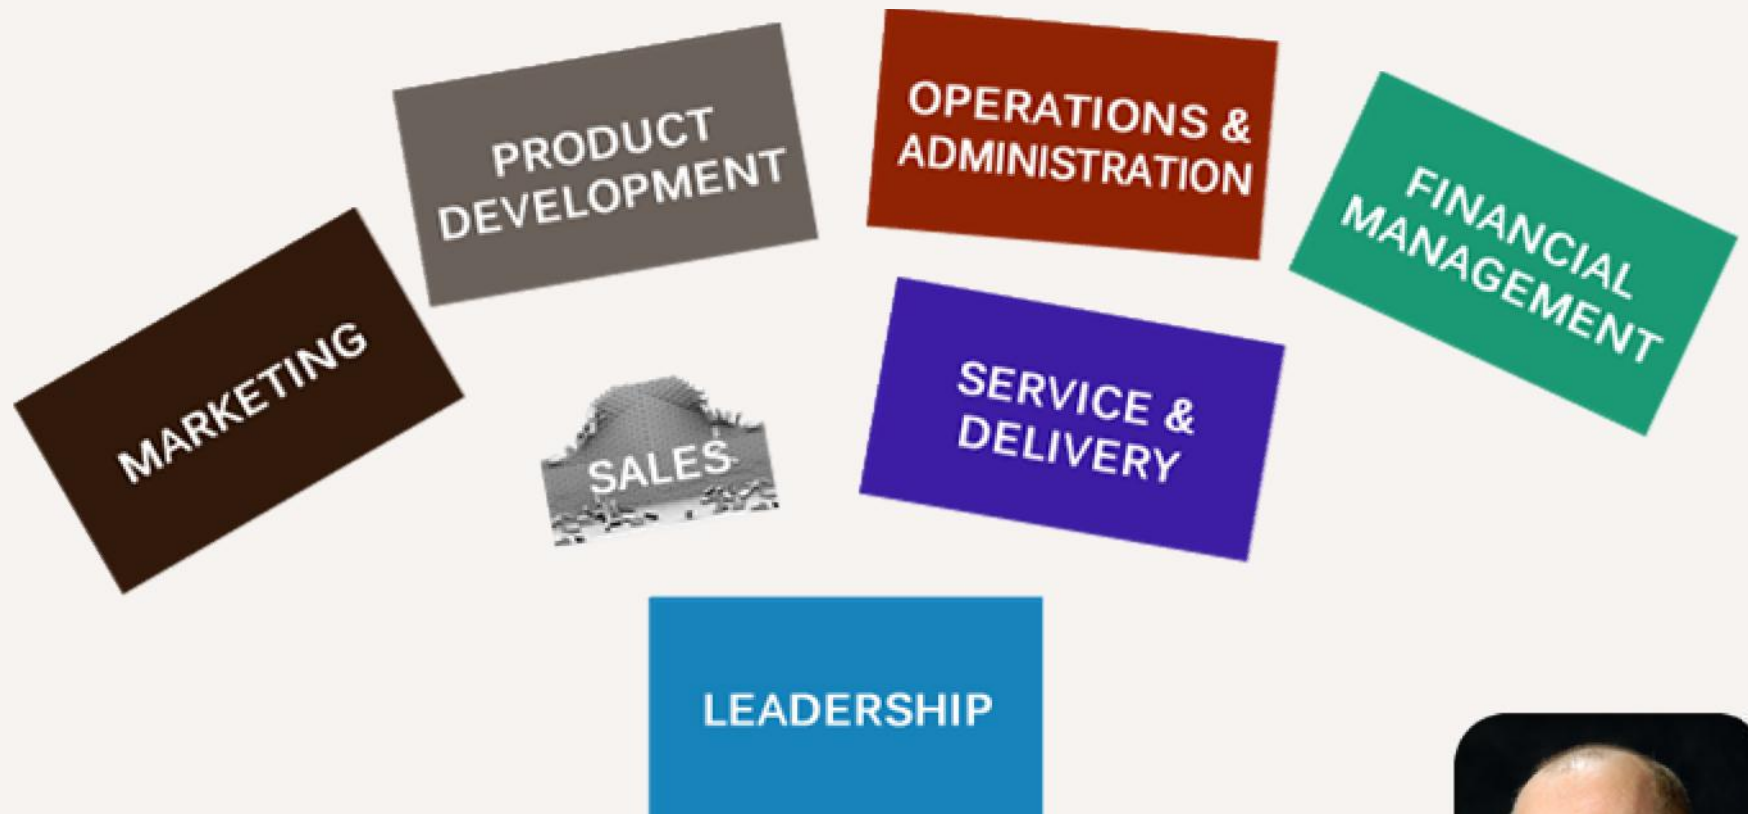 PRODUCT
DEVELOPMENT
OPERATIONS &
ADMINISTRATION
FINANCIAL
MANAGEMENT
MARKETING
SALES
SERVICE &
DELIVERY
LEADERSHIP